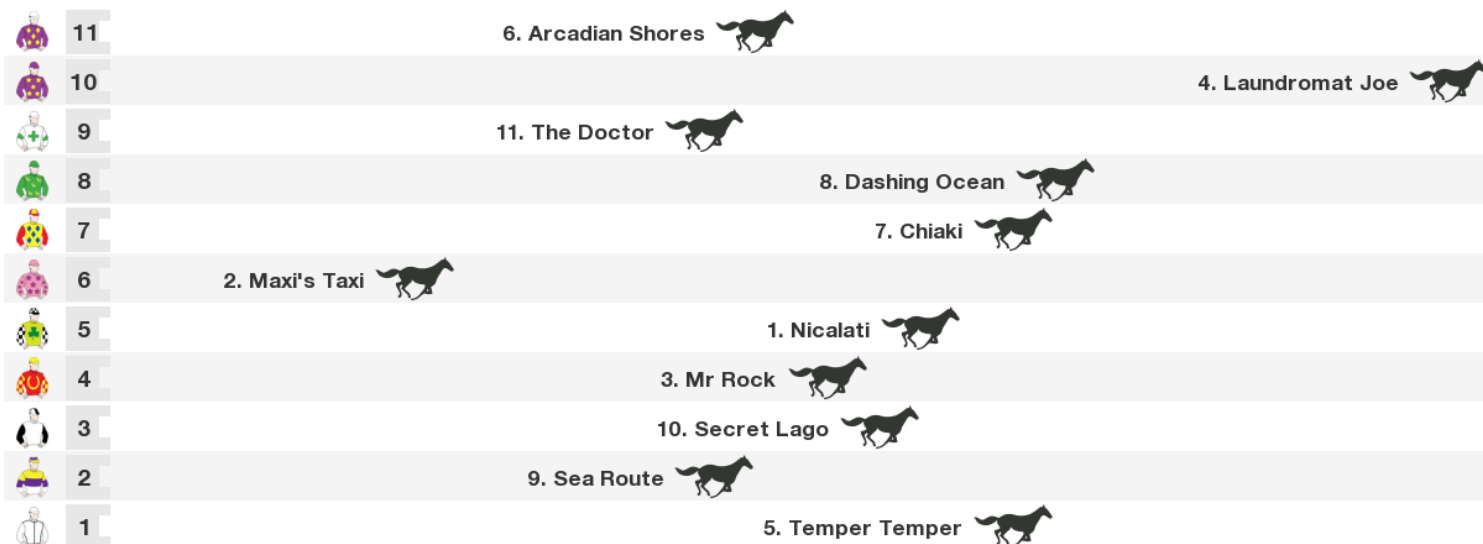 11 6. Arcadian Shores
10 4. Laundromat Joe
9 11. The Doctor
8 8. Dashing Ocean
7 7. Chiaki
6 2. Maxi's Taxi
5 1. Nicalati
4 3. Mr Rock
3 10. Secret Lago
2 9. Sea Route
1 5. Temper Temper